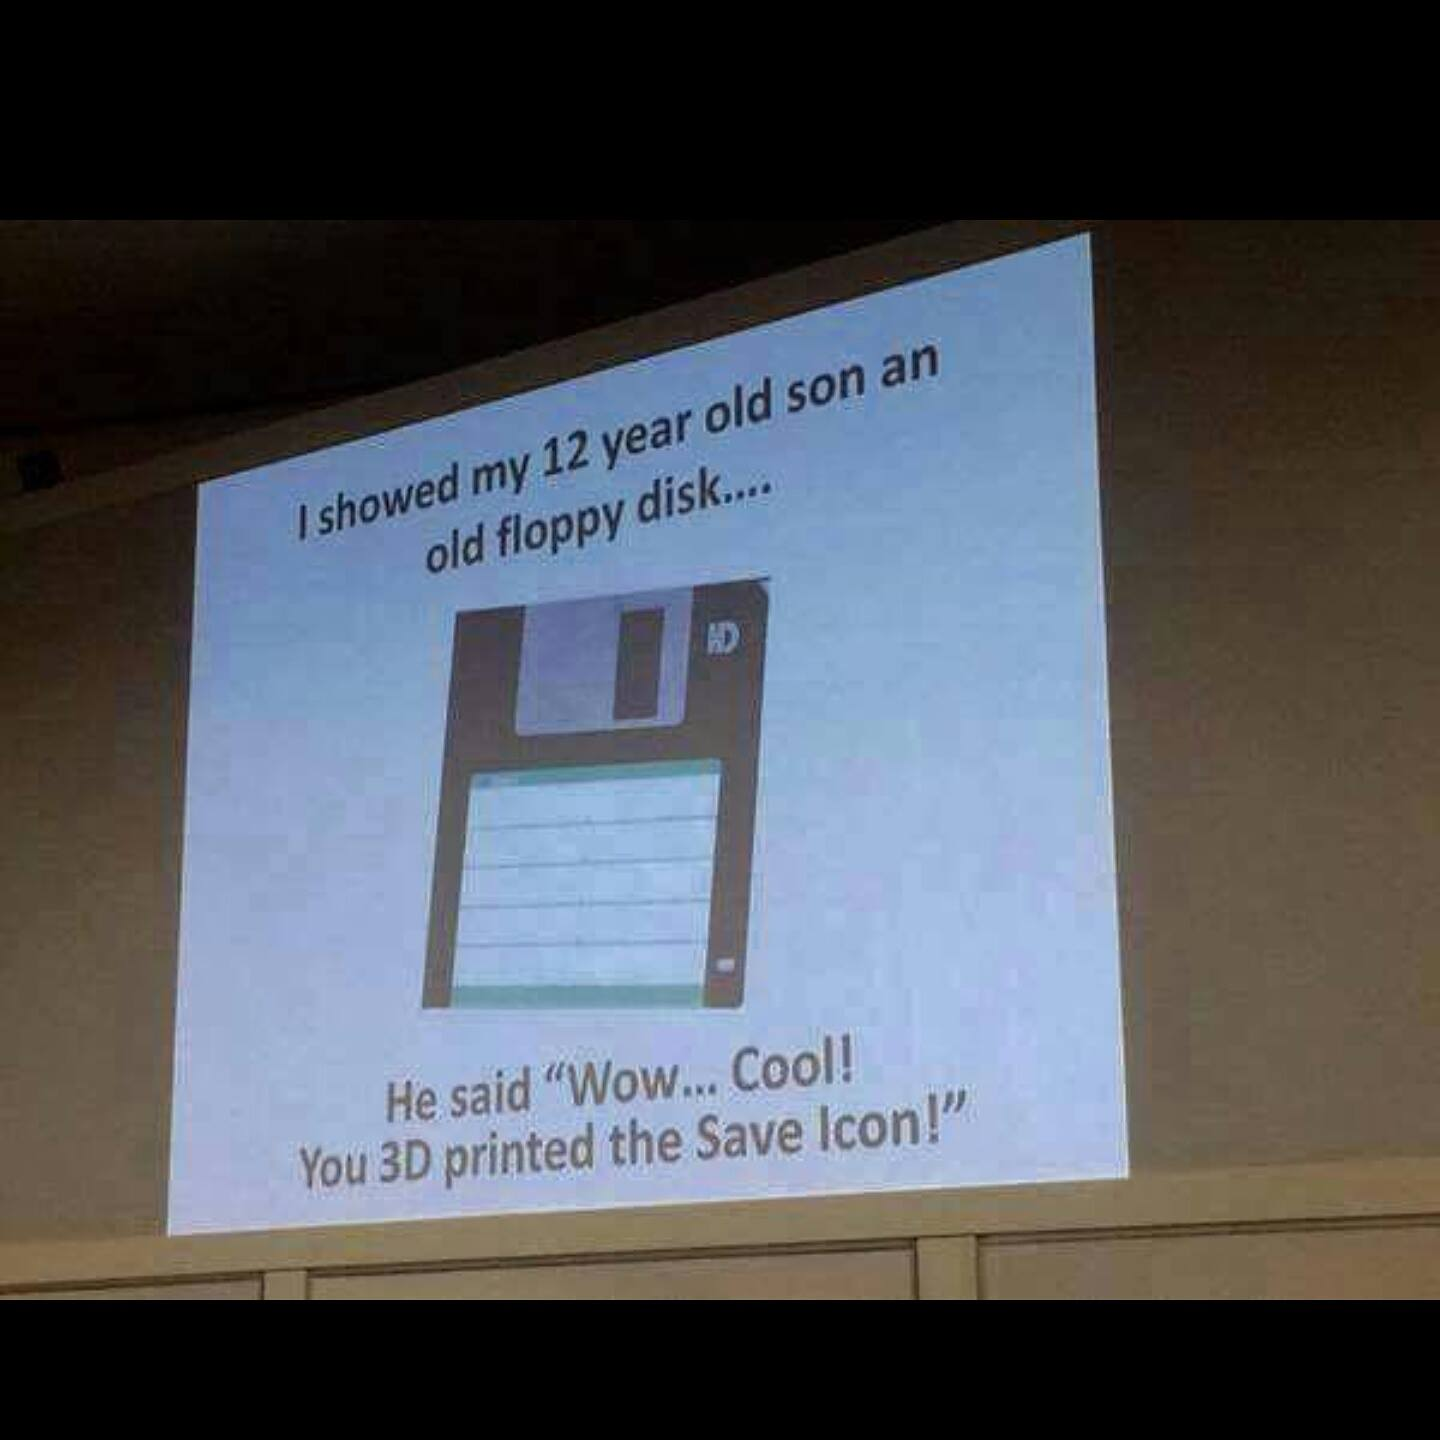 I showed my 12 year old son an
old floppy disk....
HD
He said “Wow... Cool!
You 3D printed the Save Icon!”